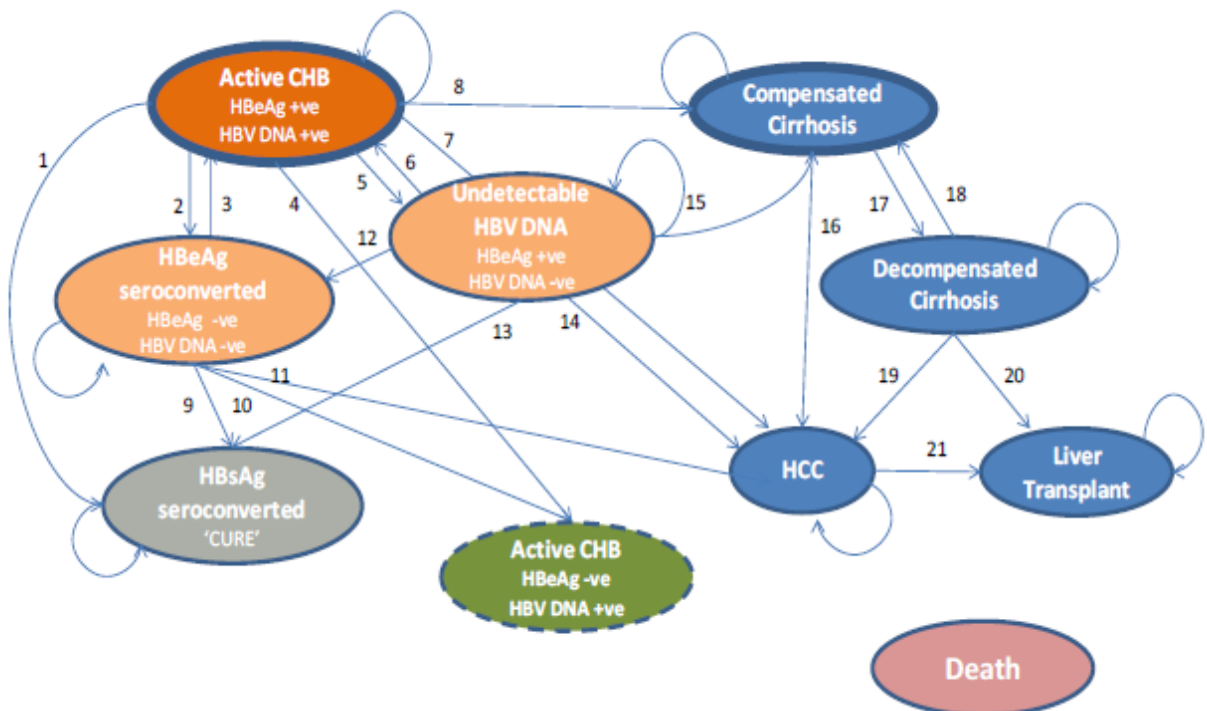 Active CHB
HBeAg +ve
HBV DNA +ve
Compensated
Cirrhosis
8
7
1
2
3
4
5
6
Undetectable
HBV DNA
HBeAg +ve
HBV DNA -ve
15
16
17
18
12
HBeAg
seroconverted
HBeAg -ve
HBV DNA -ve
Decompensated
Cirrhosis
13
14
11
9
10
19
20
HBsAg
seroconverted
'CURE'
HCC
21
Liver
Transplant
Active CHB
HBeAg -ve
HBV DNA +ve
Death